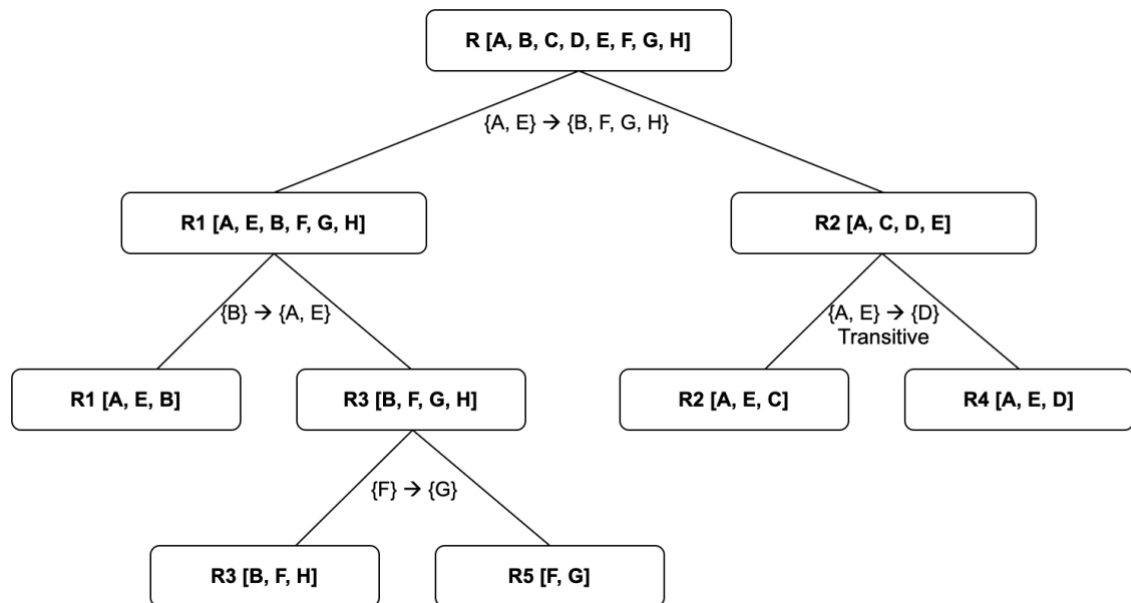 R [A, B, C, D, E, F, G, H]
{A, E} → {B, F, G, H}
R1 [A, E, B, F, G, H]
R2 [A, C, D, E]
{B} → {A, E}
{A, E} → {D}
Transitive
R1 [A, E, B]
R3 [B, F, G, H]
R2 [A, E, C]
R4 [A, E, D]
{F} → {G}
R3 [B, F, H]
R5 [F, G]